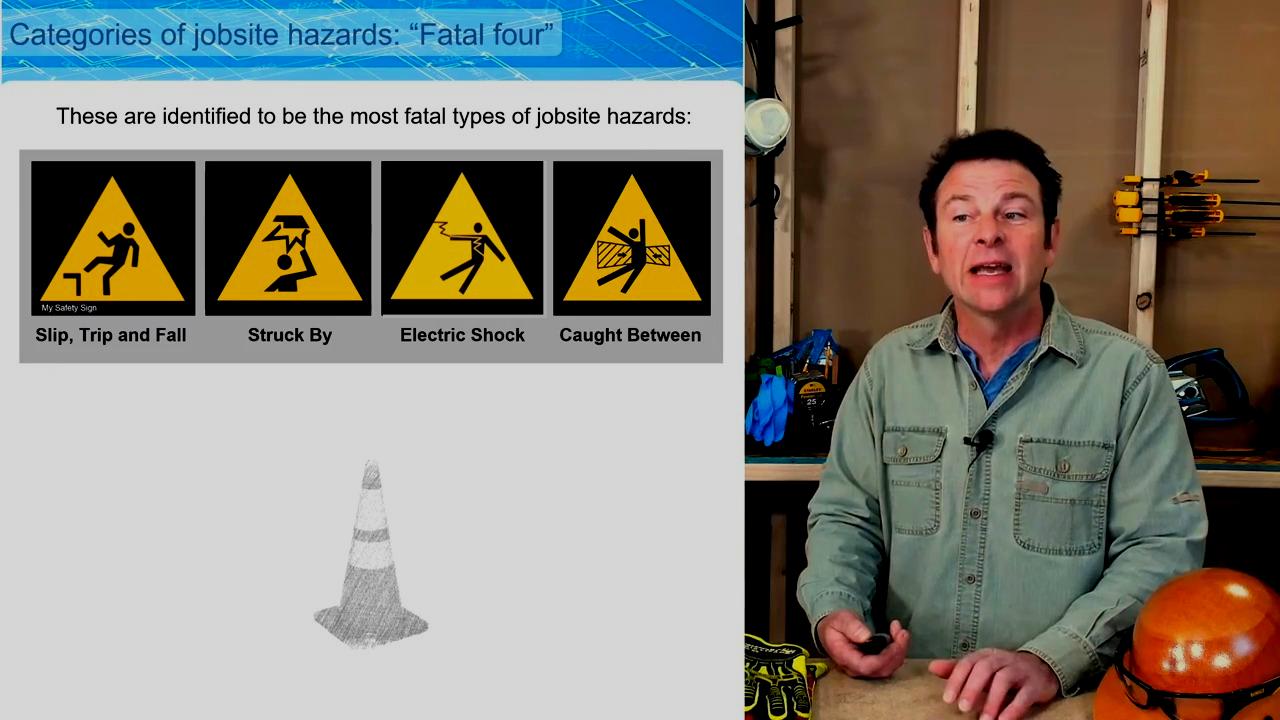 Categories of jobsite hazards: “Fatal four”
These are identified to be the most fatal types of jobsite hazards:
My Safety Sign
Slip, Trip and Fall
Struck By
Electric Shock
Caught Between
25